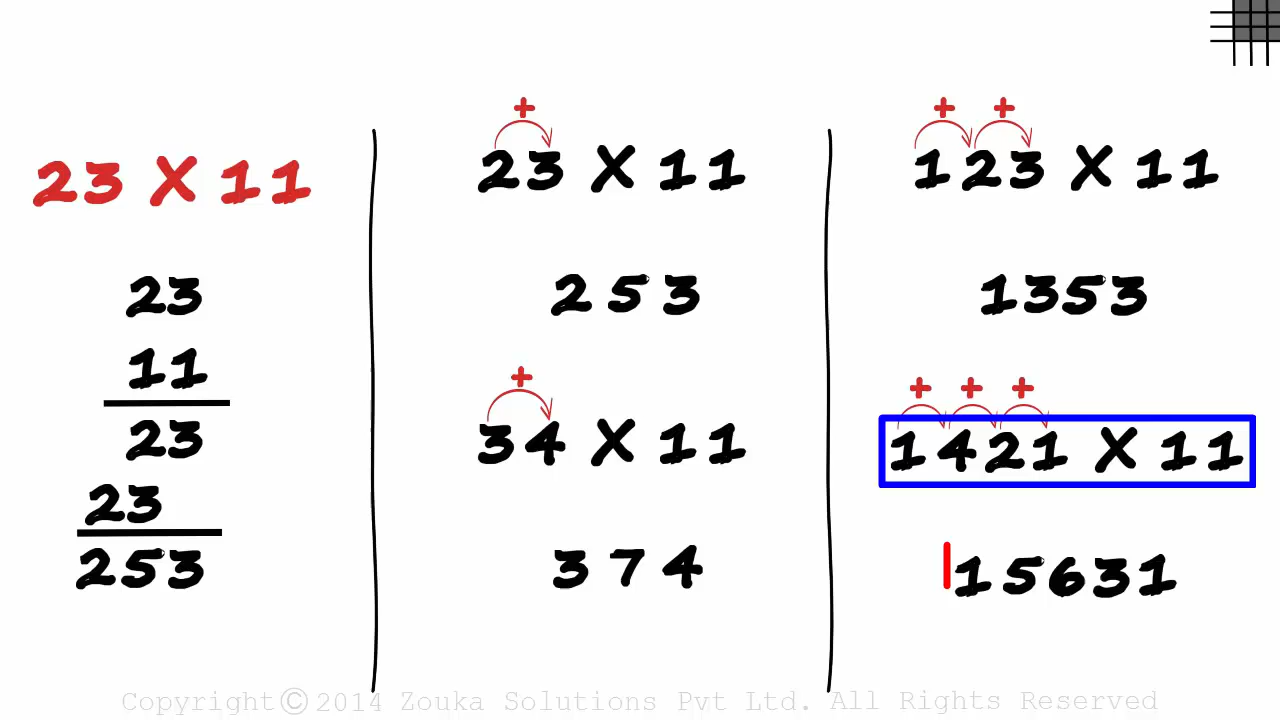 23 X 11
23
11
23
23
253
+
23 X 11
253
+
34 X 11
374
+ +
123 X 11
1353
+ + +
1421 X 11
15631
Copyright© 2014 Zouka Solutions Pvt Ltd. All Rights Reserved